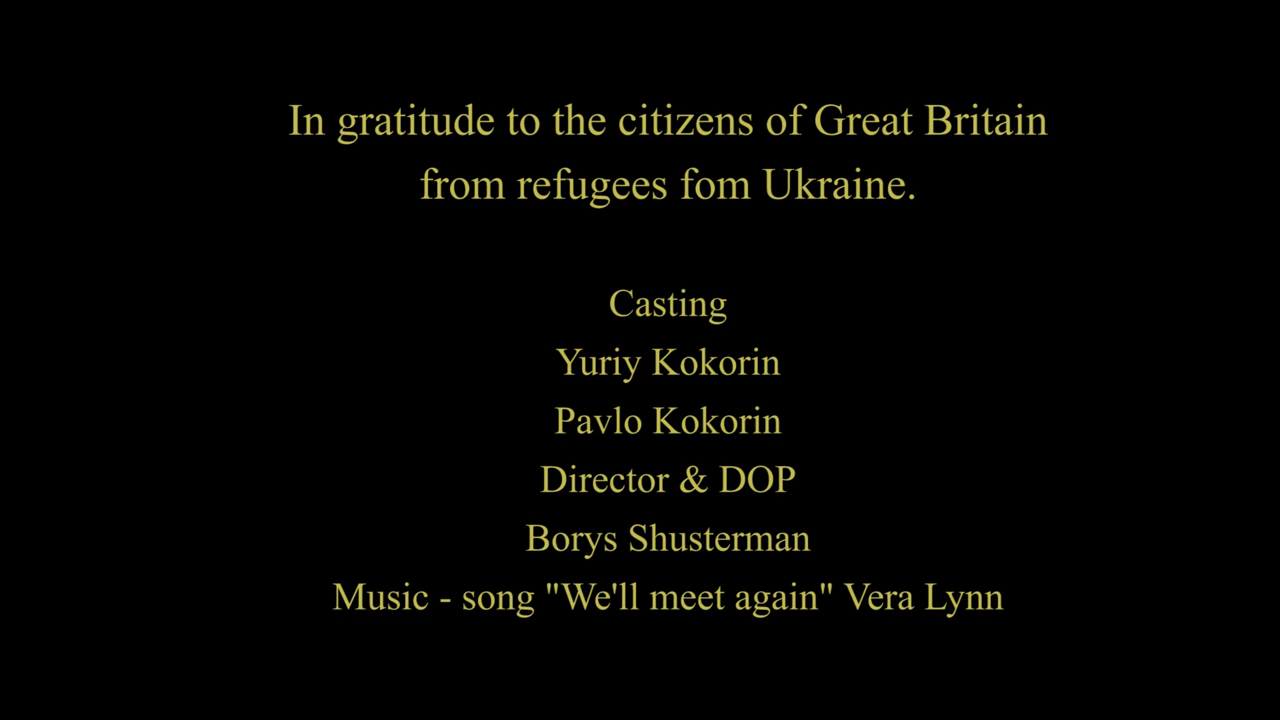 In gratitude to the citizens of Great Britain
from refugees fom Ukraine.
Casting
Yuriy Kokorin
Pavlo Kokorin
Director & DOP
Borys Shusterman
Music - song "We'll meet again" Vera Lynn